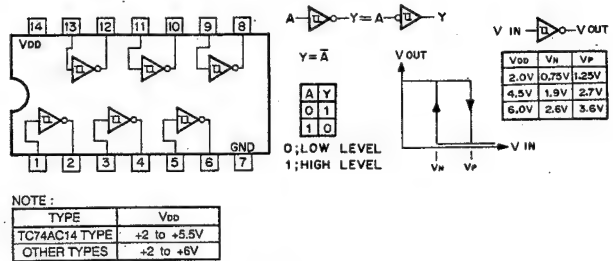 14 13 12 11 10 9 8
VDD
GND
1 2 3 4 5 6 7
A Y = A Y
Y = A̅
A Y
0 1
1 0
0; LOW LEVEL
1; HIGH LEVEL
V OUT
V IN
VN VP
V IN V OUT
VDD VN VP
2.0V 0.75V 1.25V
4.5V 1.9V 2.7V
6.0V 2.6V 3.6V
NOTE :
TYPE VDD
TC74AC14 TYPE +2 to +5.5V
OTHER TYPES +2 to +6V